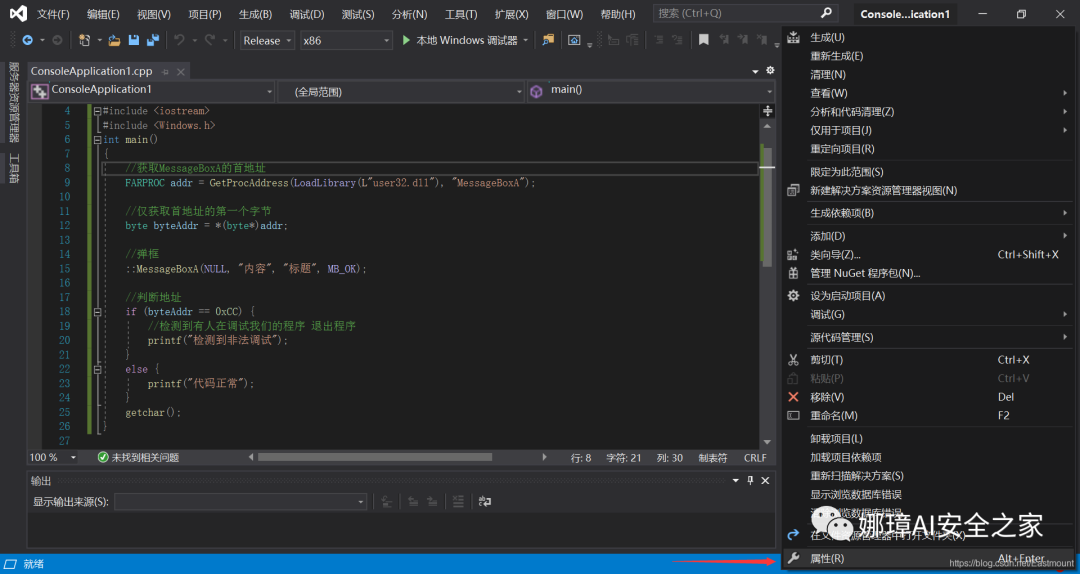 文件(F) 编辑(E) 视图(V) 项目(P) 生成(B) 调试(D) 测试(S) 分析(N) 工具(T) 扩展(X) 窗口(W) 帮助(H) 搜索 (Ctrl+Q) Console...ication1
Release x86 本地 Windows 调试器
服务器资源管理器
工具箱
ConsoleApplication1.cpp
ConsoleApplication1 (全局范围) main()
4 #include <iostream>
5 #include <Windows.h>
6 int main()
7 {
8 //获取MessageBoxA的首地址
9 FARPROC addr = GetProcAddress(LoadLibrary(L"user32.dll"), "MessageBoxA");
10
11 //仅获取首地址的第一个字节
12 byte byteAddr = *(byte*)addr;
13
14 //弹框
15 ::MessageBoxA(NULL, "内容", "标题", MB_OK);
16
17 //判断地址
18 if (byteAddr == 0xCC) {
19 //检测到有人在调试我们的程序 退出程序
20 printf("检测到非法调试");
21 }
22 else {
23 printf("代码正常");
24 }
25 getchar();
26 }
27
100 % 未找到相关问题 行: 8 字符: 21 列: 30 制表符 CRLF
输出
显示输出来源(S):
就绪
生成(U)
重新生成(E)
清理(N)
查看(W)
分析和代码清理(Z)
仅用于项目(J)
重定向项目(R)
限定为此范围(S)
新建解决方案资源管理器视图(N)
生成依赖项(B)
添加(D)
类向导(Z)... Ctrl+Shift+X
管理 NuGet 程序包(N)...
设为启动项目(A)
调试(G)
源代码管理(S)
剪切(T) Ctrl+X
粘贴(P) Ctrl+V
移除(V) Del
重命名(M) F2
卸载项目(L)
加载项目依赖项
重新扫描解决方案(S)
显示浏览数据库错误
浏览数据库错误
在文件资源管理器中打开文件夹(X)
属性(R) Alt+Enter
娜璋AI安全之家
https://blog.csdn.net/Eastmount